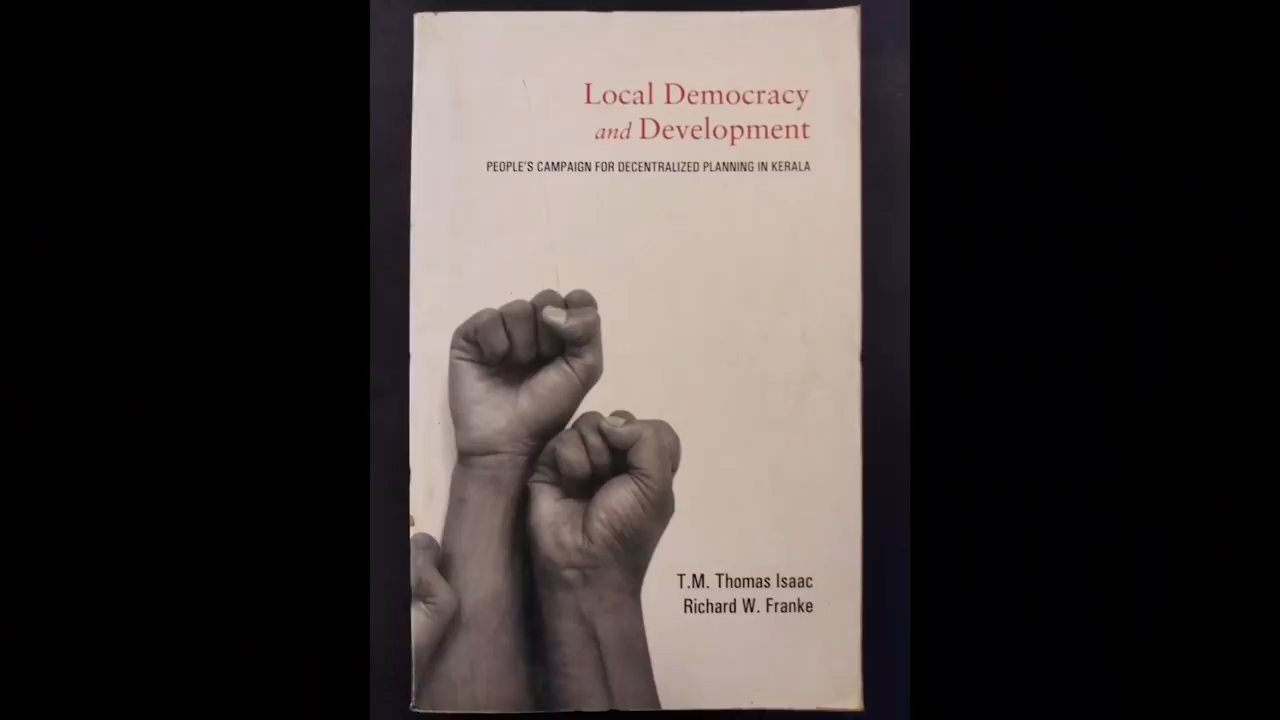 Local Democracy
and Development
PEOPLE'S CAMPAIGN FOR DECENTRALIZED PLANNING IN KERALA
T.M. Thomas Isaac
Richard W. Franke